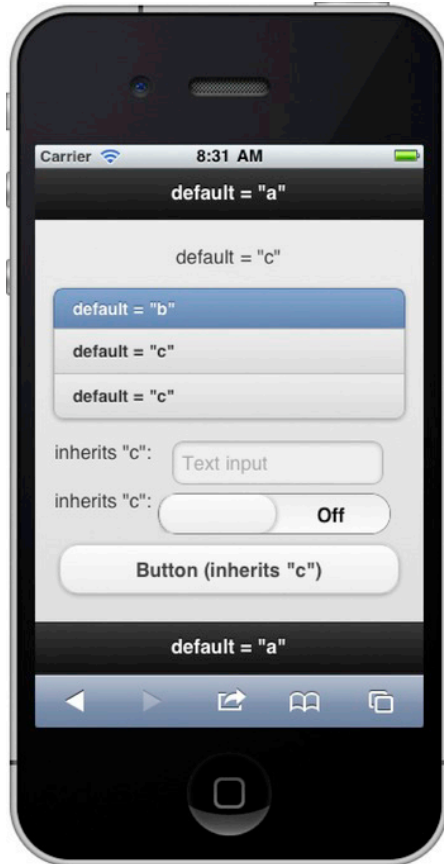 Carrier 8:31 AM
default = "a"
default = "c"
default = "b"
default = "c"
default = "c"
inherits "c": Text input
inherits "c": Off
Button (inherits "c")
default = "a"